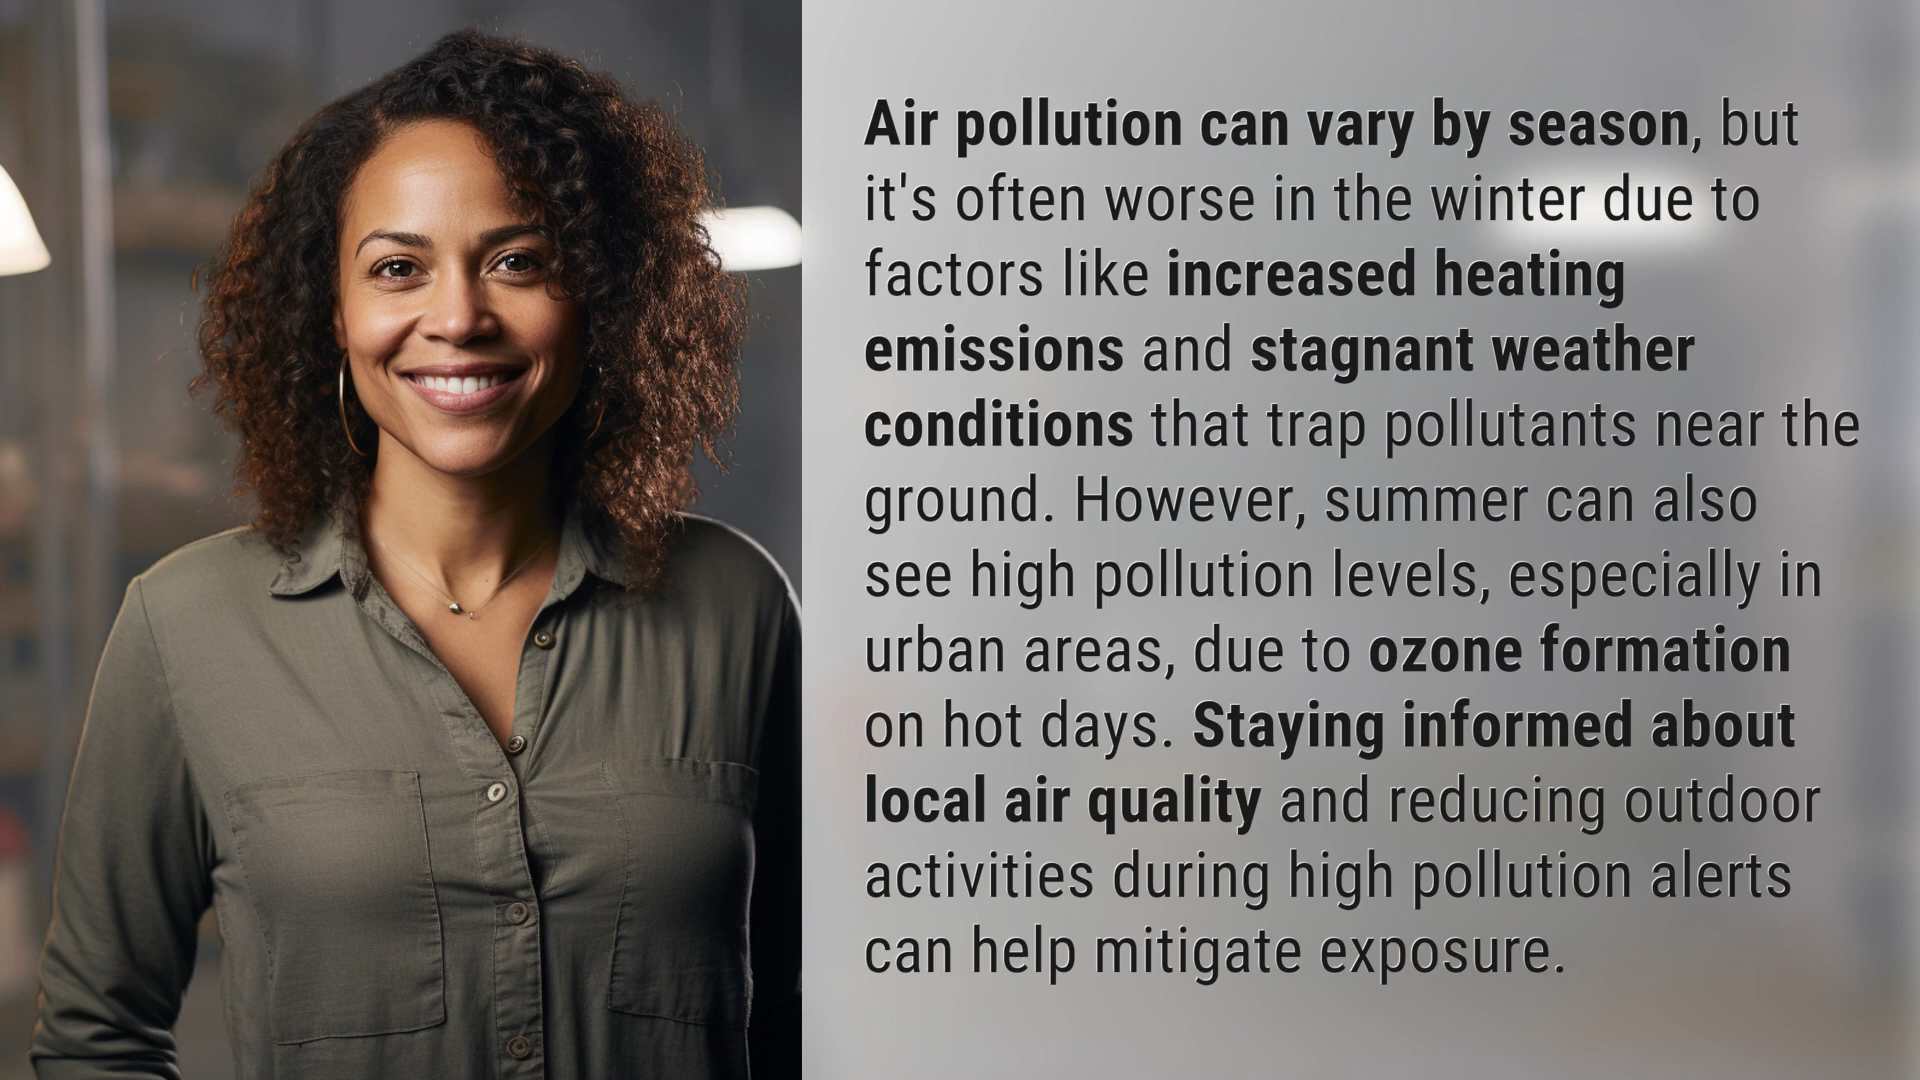 Air pollution can vary by season, but
it's often worse in the winter due to
factors like increased heating
emissions and stagnant weather
conditions that trap pollutants near the
ground. However, summer can also
see high pollution levels, especially in
urban areas, due to ozone formation
on hot days. Staying informed about
local air quality and reducing outdoor
activities during high pollution alerts
can help mitigate exposure.